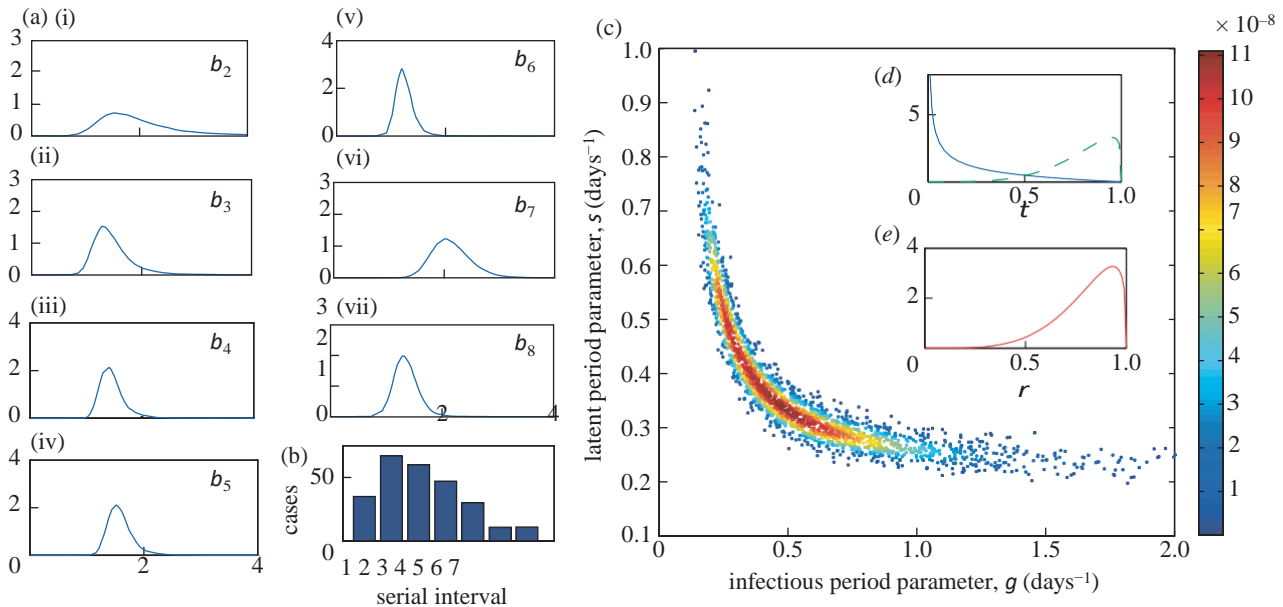 (a) (i)
3
2
1
0
b2
2
4
(ii)
3
2
1
0
b3
2
4
(iii)
4
2
0
b4
2
4
(iv)
4
2
0
b5
2
4
(v)
4
2
0
b6
(vi)
3
2
1
0
b7
(vii)
3
2
1
0
b8
2
4
(b)
50
0
cases
1 2 3 4 5 6 7
serial interval
(c)
1.0
0.9
0.8
0.7
0.6
0.5
0.4
0.3
0.2
0.1
latent period parameter, s (days−1)
0 0.5 1.0 1.5 2.0
infectious period parameter, g (days−1)
(d)
5
0 0.5 1.0
t
(e)
4
2
0 0.5 1.0
r
× 10−8
11
10
9
8
7
6
5
4
3
2
1